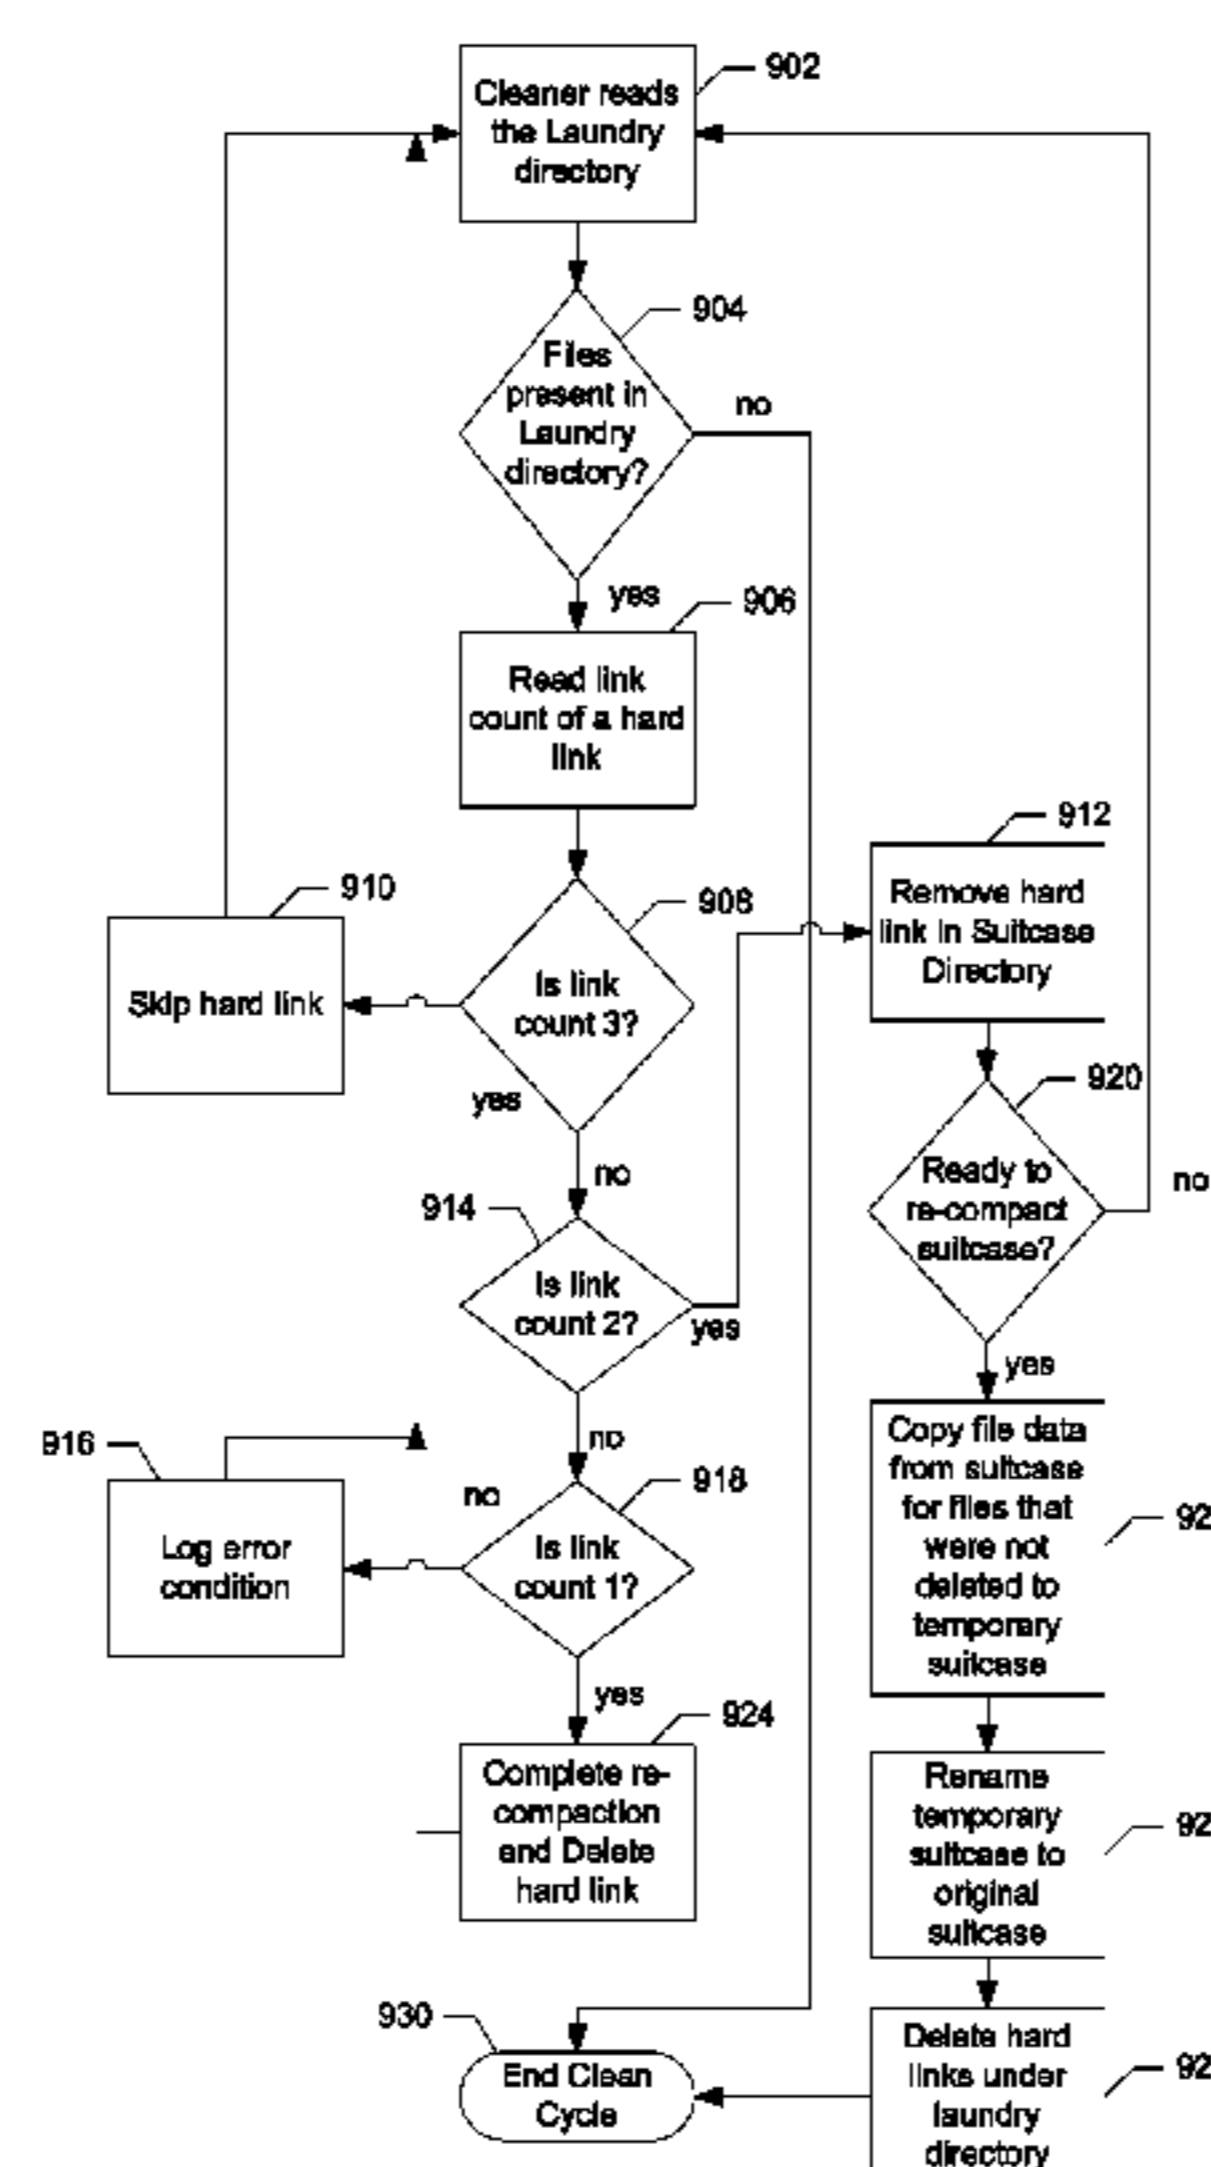 902
Cleaner reads
the Laundry
directory
904
Files
present in
Laundry
directory?
no
yes
906
Read link
count of a hard
link
912
Remove hard
link in Suitcase
Directory
910
Skip hard link
908
Is link
count 3?
yes
no
920
Ready to
re-compact
suitcase?
no
yes
914
Is link
count 2?
yes
no
916
Log error
condition
no
918
Is link
count 1?
yes
Copy file data
from suitcase
for files that
were not
deleted to
temporary
suitcase
92
924
Complete re-
compaction
and Delete
hard link
Rename
temporary
suitcase to
original
suitcase
92
930
End Clean
Cycle
Delete hard
links under
laundry
directory
92